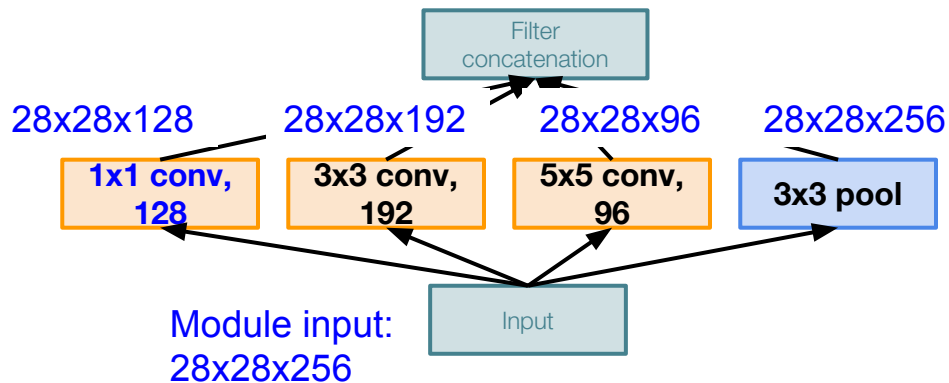 Filter
concatenation
28x28x128
28x28x192
28x28x96
28x28x256
1x1 conv,
128
3x3 conv,
192
5x5 conv,
96
3x3 pool
Module input:
28x28x256
Input